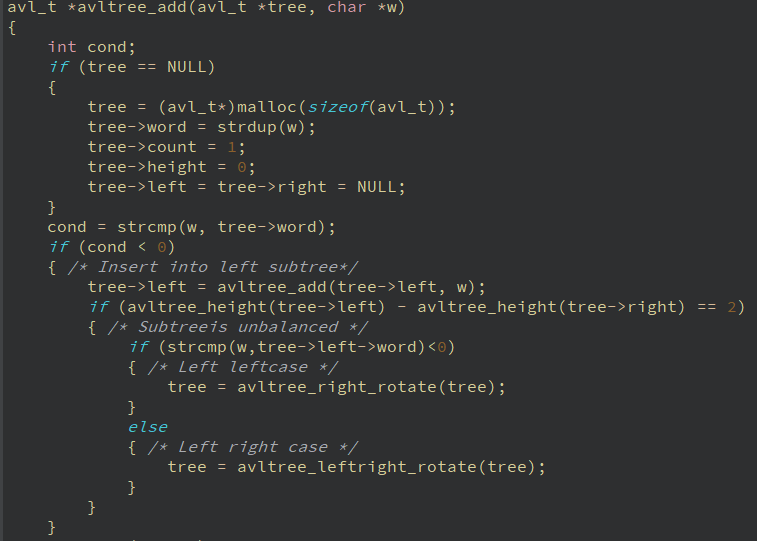 avl_t *avltree_add(avl_t *tree, char *w)
{
    int cond;
    if (tree == NULL)
    {
        tree = (avl_t*)malloc(sizeof(avl_t));
        tree->word = strdup(w);
        tree->count = 1;
        tree->height = 0;
        tree->left = tree->right = NULL;
    }
    cond = strcmp(w, tree->word);
    if (cond < 0)
    { /* Insert into left subtree*/
        tree->left = avltree_add(tree->left, w);
        if (avltree_height(tree->left) - avltree_height(tree->right) == 2)
        { /* Subtreeis unbalanced */
            if (strcmp(w,tree->left->word)<0)
            { /* Left leftcase */
                tree = avltree_right_rotate(tree);
            }
            else
            { /* Left right case */
                tree = avltree_leftright_rotate(tree);
            }
        }
    }